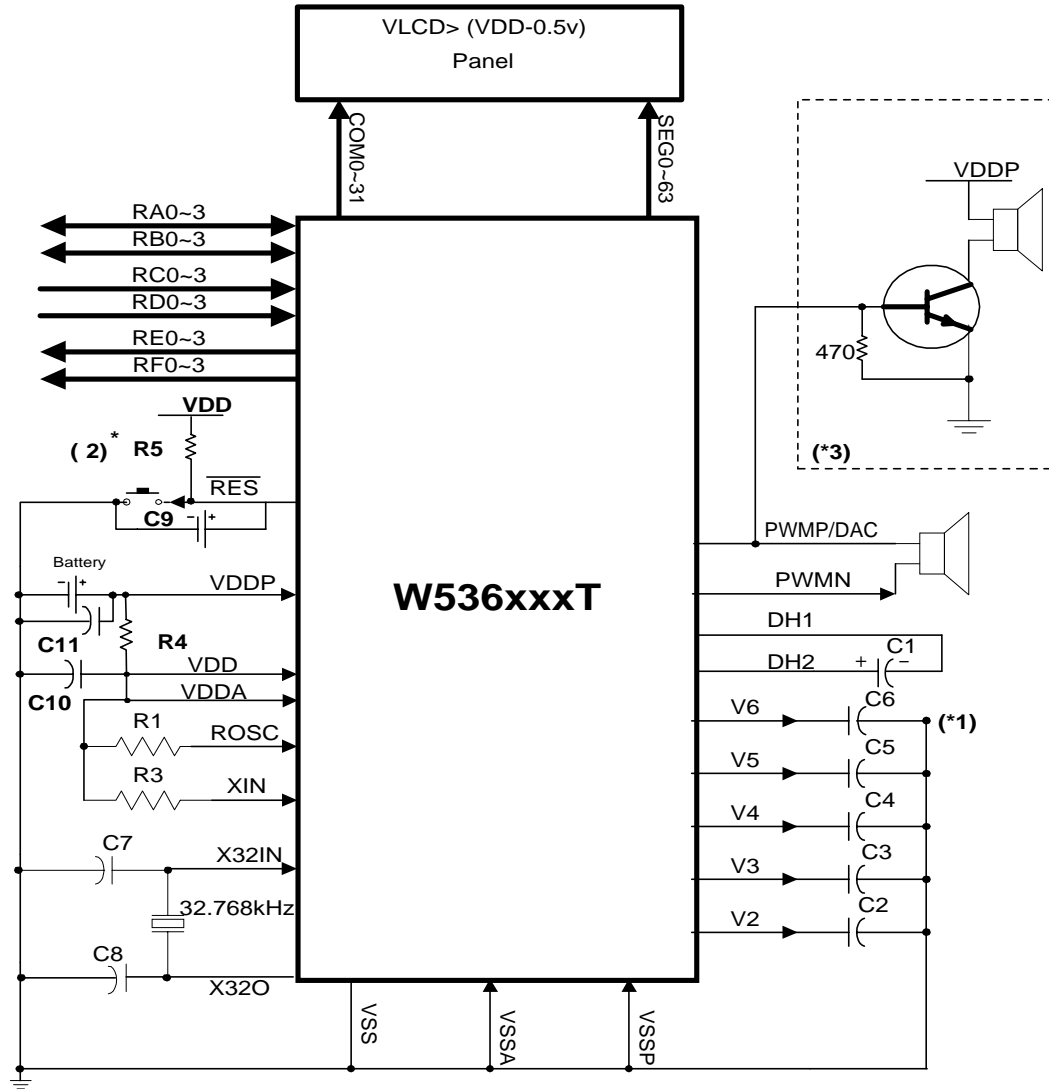 VLCD> (VDD-0.5v)
Panel
COM0~31
SEG0~63
VDDP
RA0~3
RB0~3
RC0~3
RD0~3
RE0~3
RF0~3
470
VDD
( 2)* R5
(*3)
RES
C9
- +
PWMP/DAC
Battery
- +
VDDP
W536xxxT
PWMN
C11
R4
DH1
VDD
DH2
+ C1 -
C10
VDDA
V6
C6
(*1)
R1
ROSC
V5
C5
R3
XIN
V4
C4
C7
X32IN
V3
C3
32.768kHz
V2
C2
C8
X32O
VSS
VSSA
VSSP